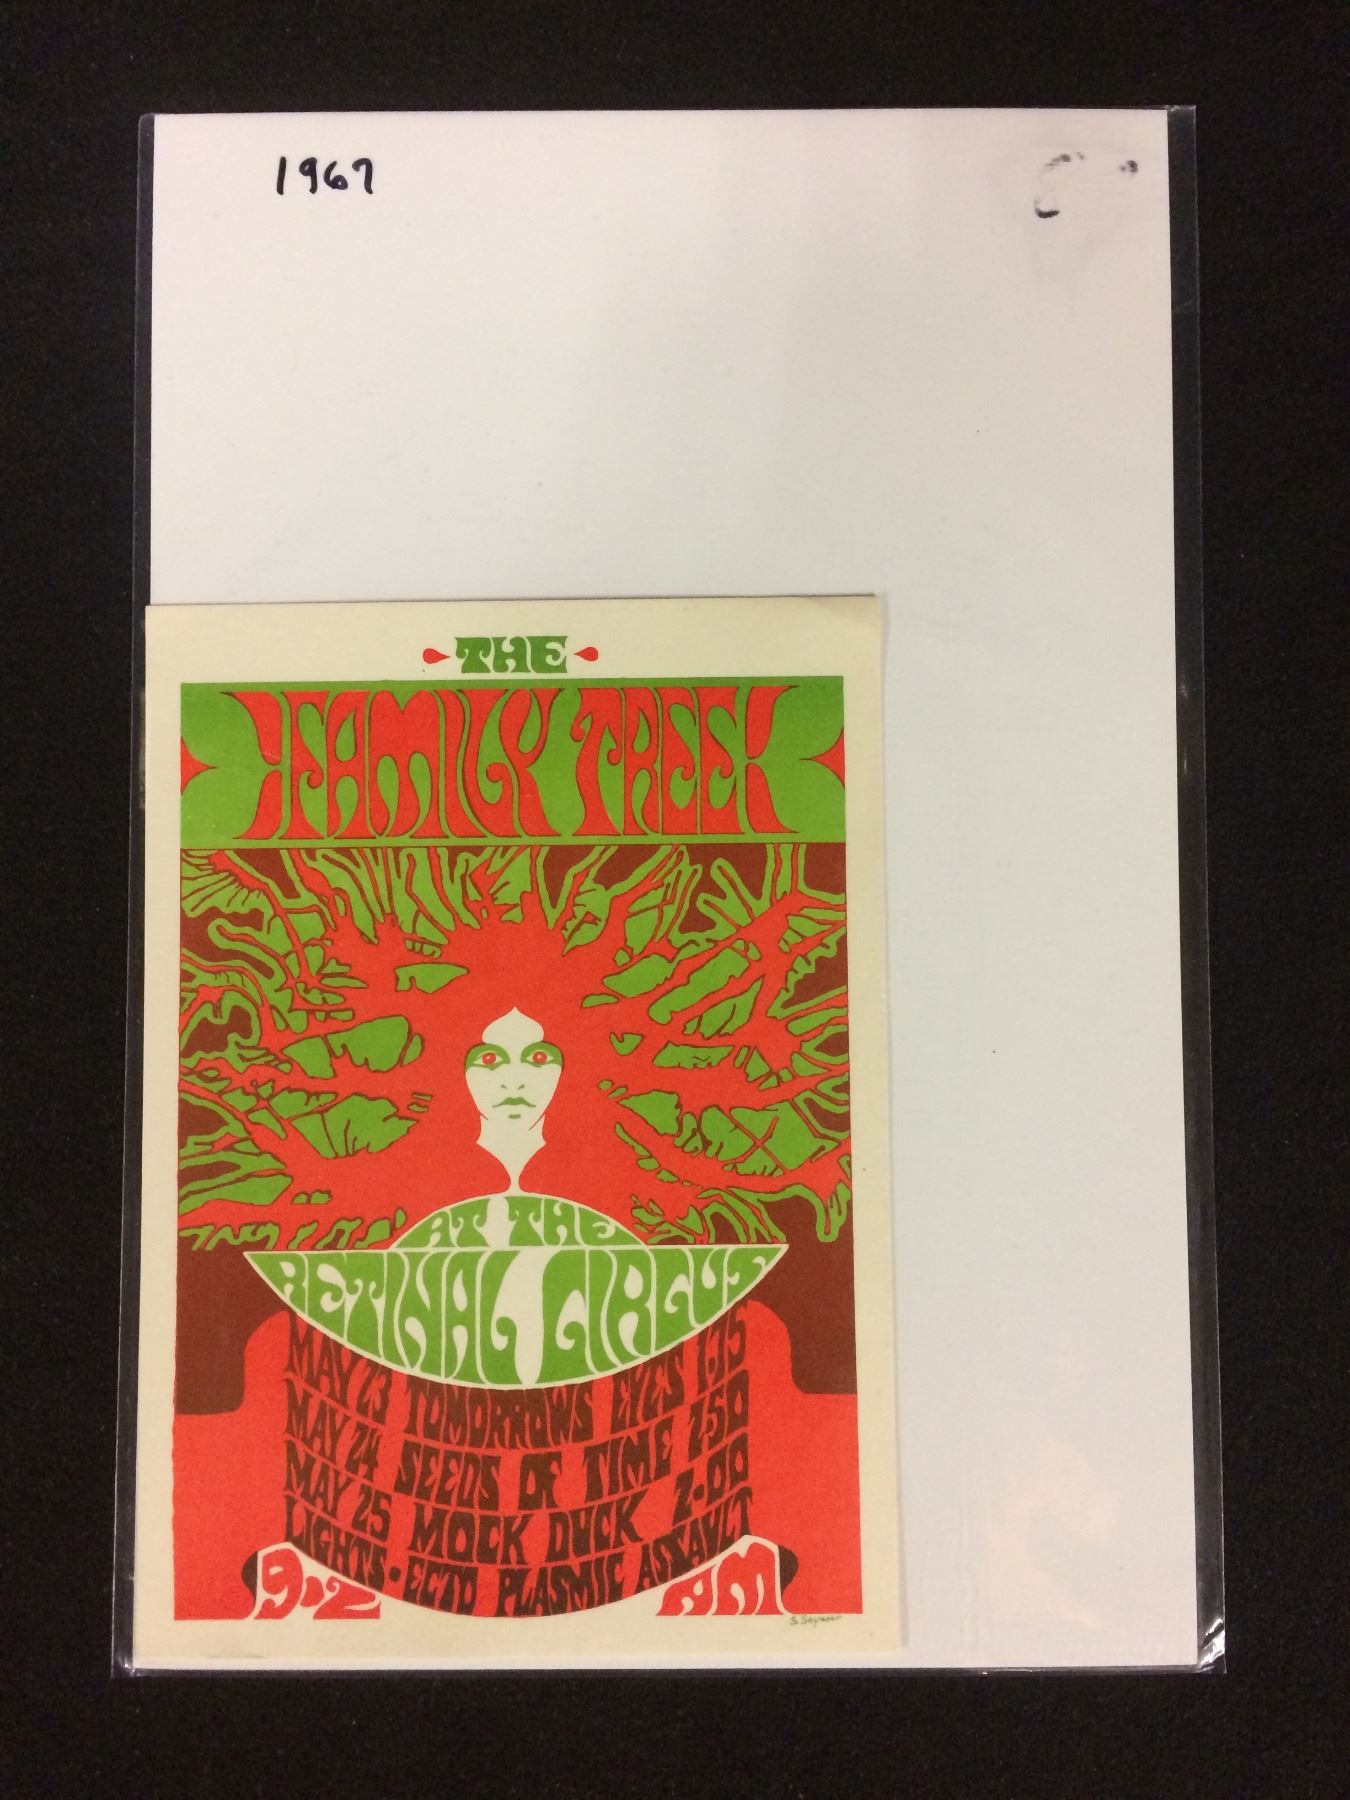 1967
THE
FAMILY TREE
AT THE
RETINAL CIRCUS
MAY 23 TOMORROWS EYES 1.75
MAY 24 SEEDS OF TIME 2.50
MAY 25 MOCK DUCK 2.00
LIGHTS • ECTO PLASMIC ASSAULT
9.2 AM
S. Seymour